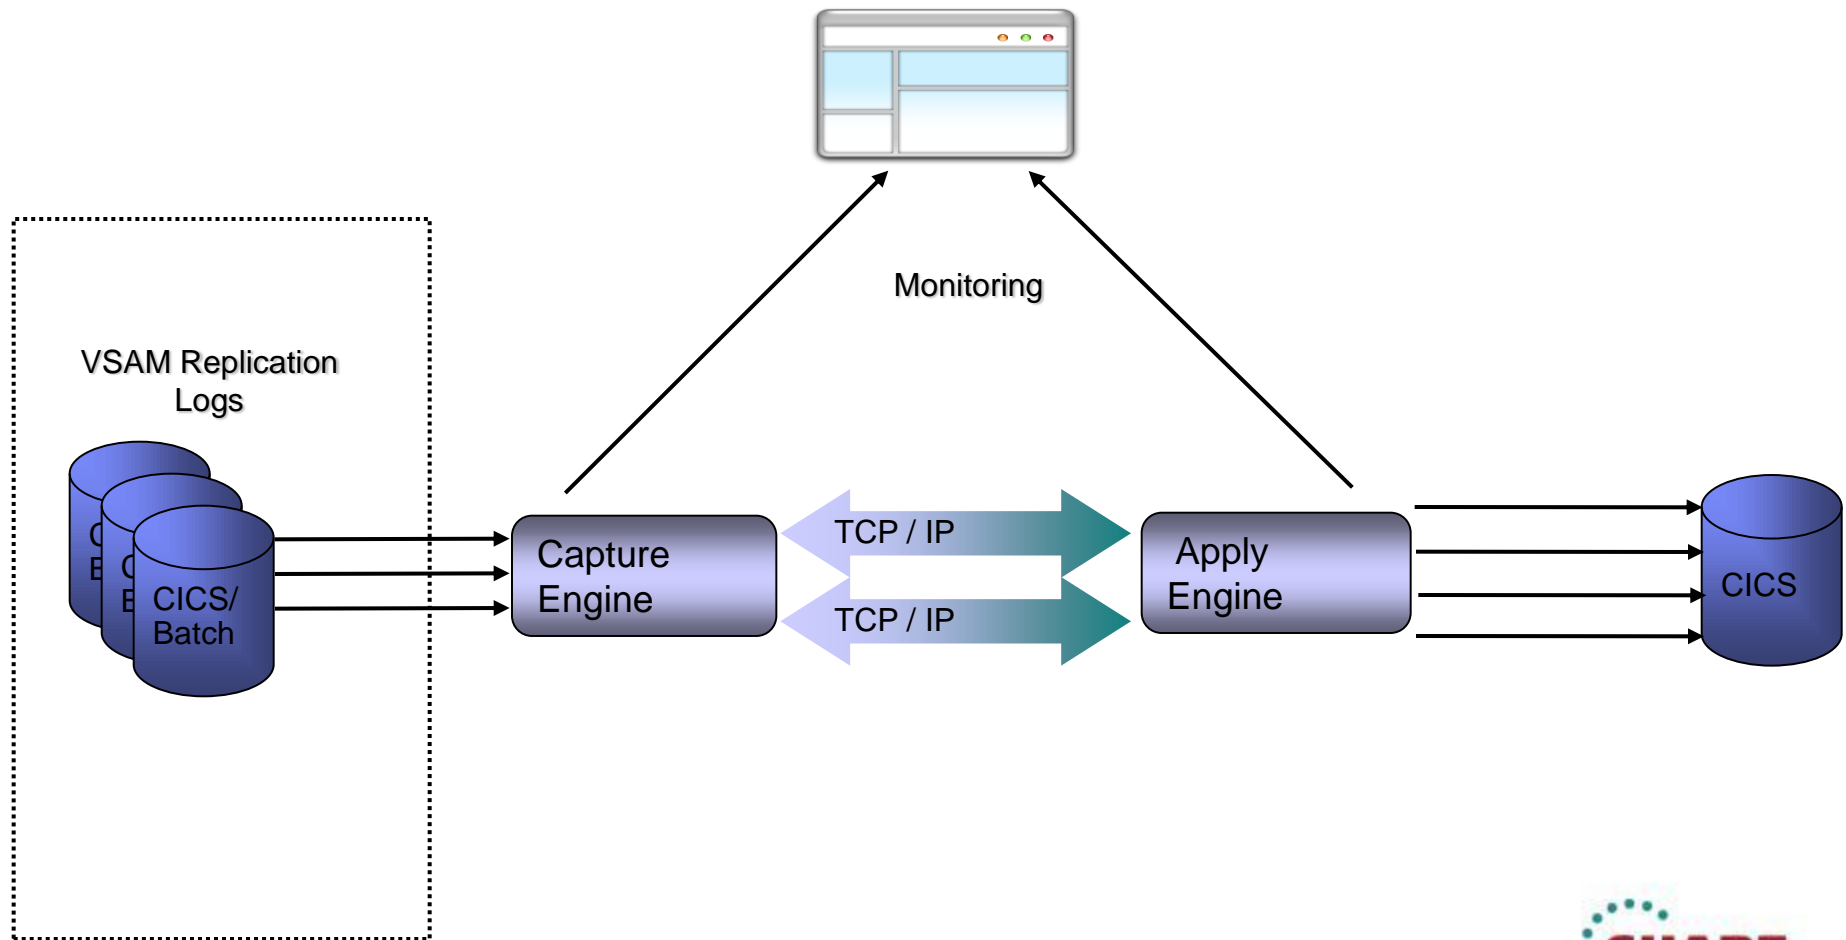 Monitoring
VSAM Replication
Logs
CICS/
Batch
Capture
Engine
TCP / IP
TCP / IP
Apply
Engine
CICS